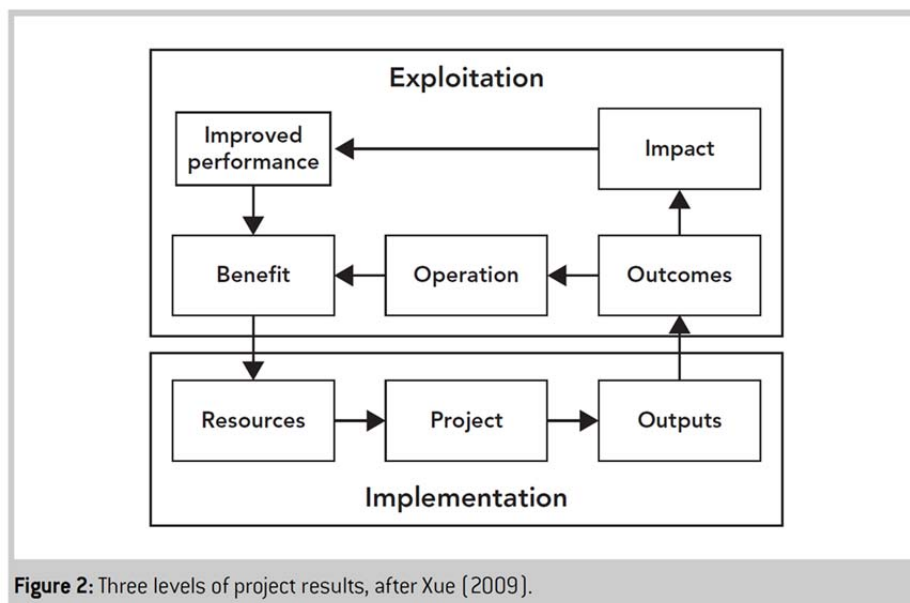 Exploitation
Improved
performance
Impact
Benefit
Operation
Outcomes
Resources
Project
Outputs
Implementation
Figure 2: Three levels of project results, after Xue (2009).